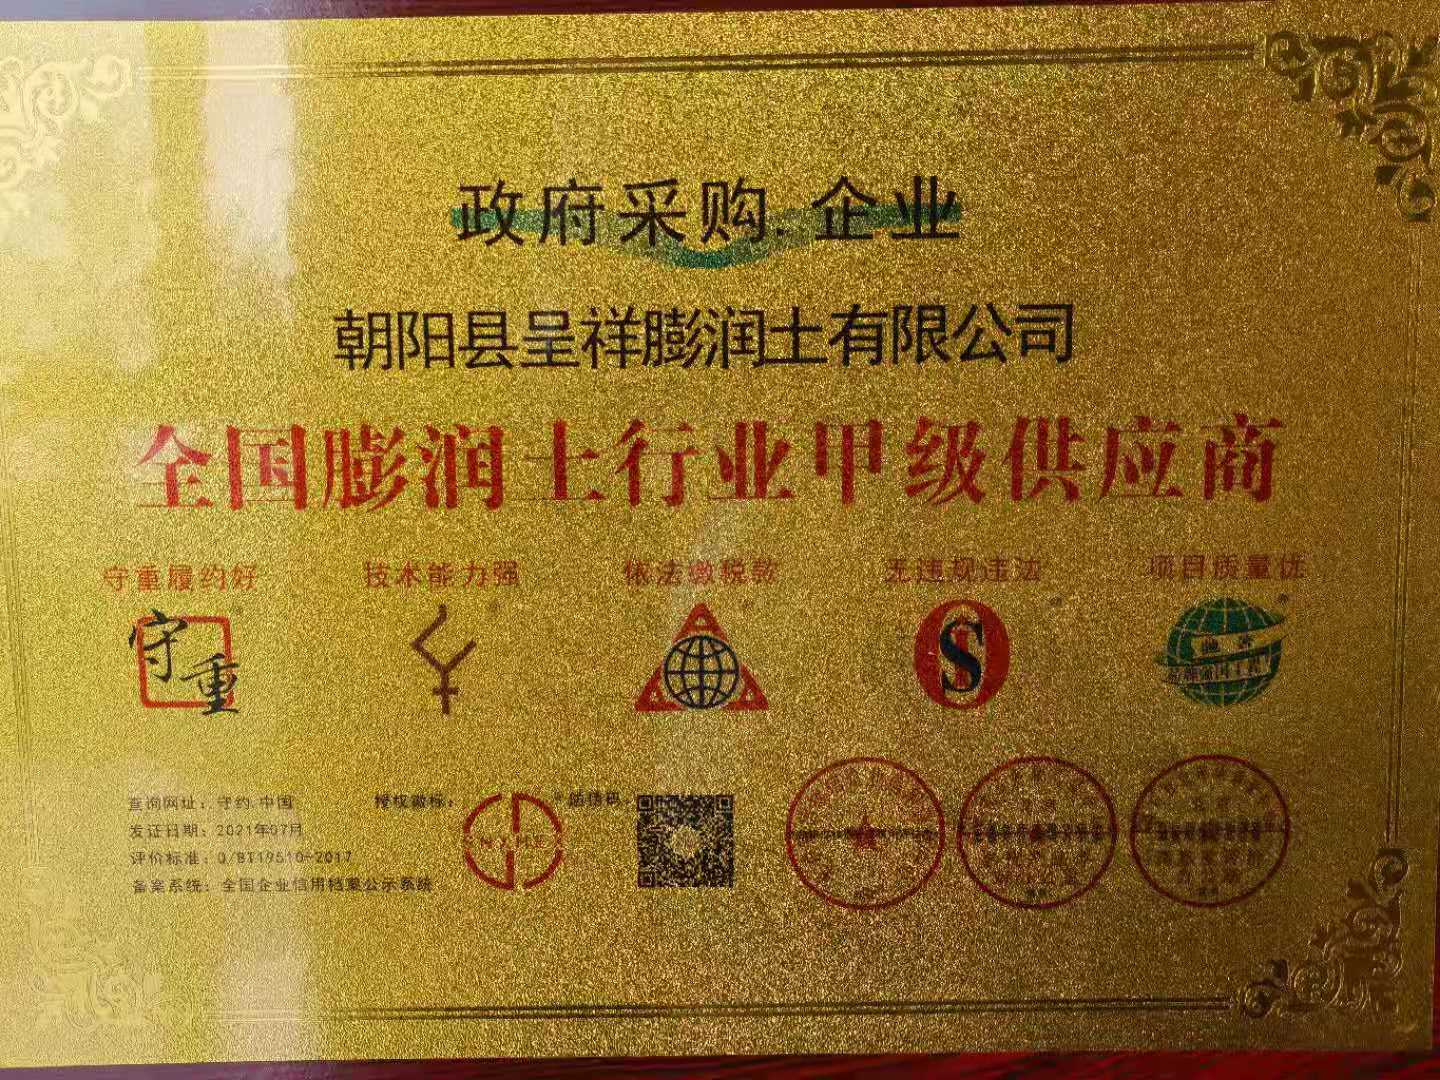 政府采购.企业
朝阳县呈祥膨润土有限公司
全国膨润土行业甲级供应商
守重履约好 技术能力强 依法缴税款 无违规违法 项目质量优
守重
S
查询网址：守约.中国
发证日期：2021年07月
评价标准：Q/BT19510-2017
备案系统：全国企业信用档案公示系统
授权徽标：